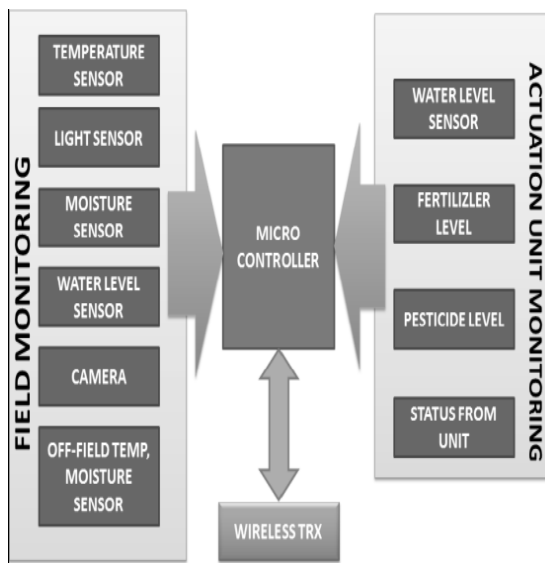 FIELD MONITORING
TEMPERATURE
SENSOR
LIGHT SENSOR
MOISTURE
SENSOR
WATER LEVEL
SENSOR
CAMERA
OFF-FIELD TEMP,
MOISTURE
SENSOR
MICRO
CONTROLLER
WIRELESS TRX
WATER LEVEL
SENSOR
FERTILIZLER
LEVEL
PESTICIDE LEVEL
STATUS FROM
UNIT
ACTUATION UNIT MONITORING